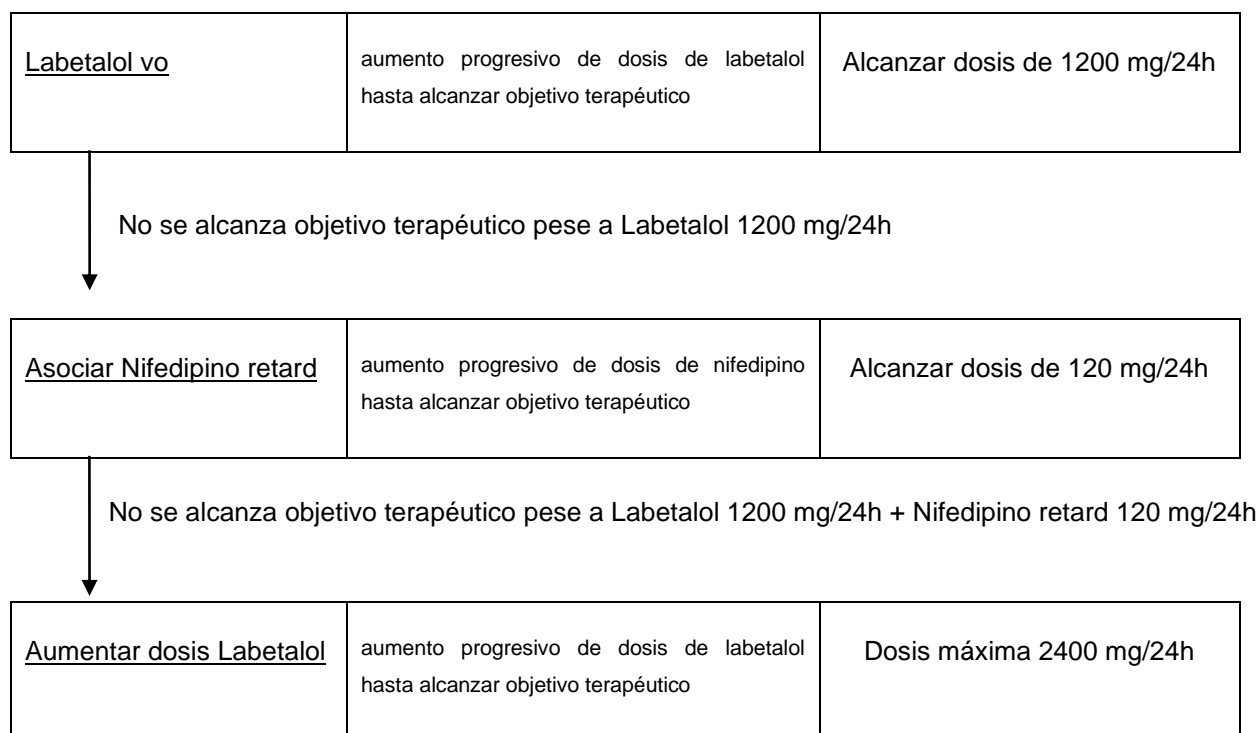 Labetalol vo
aumento progresivo de dosis de labetalol
hasta alcanzar objetivo terapéutico
Alcanzar dosis de 1200 mg/24h
No se alcanza objetivo terapéutico pese a Labetalol 1200 mg/24h
Asociar Nifedipino retard
aumento progresivo de dosis de nifedipino
hasta alcanzar objetivo terapéutico
Alcanzar dosis de 120 mg/24h
No se alcanza objetivo terapéutico pese a Labetalol 1200 mg/24h + Nifedipino retard 120 mg/24h
Aumentar dosis Labetalol
aumento progresivo de dosis de labetalol
hasta alcanzar objetivo terapéutico
Dosis máxima 2400 mg/24h